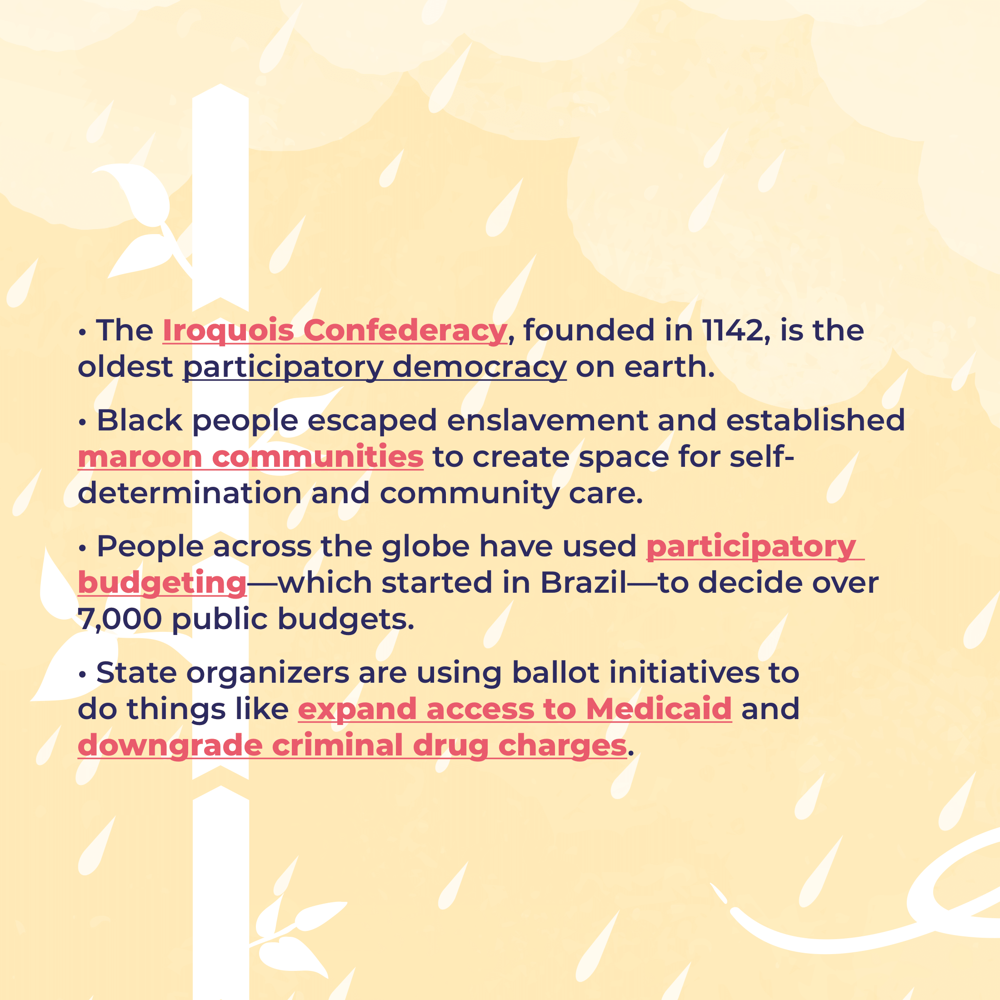 • The Iroquois Confederacy, founded in 1142, is the
oldest participatory democracy on earth.
• Black people escaped enslavement and established
maroon communities to create space for self-
determination and community care.
• People across the globe have used participatory
budgeting—which started in Brazil—to decide over
7,000 public budgets.
• State organizers are using ballot initiatives to
do things like expand access to Medicaid and
downgrade criminal drug charges.